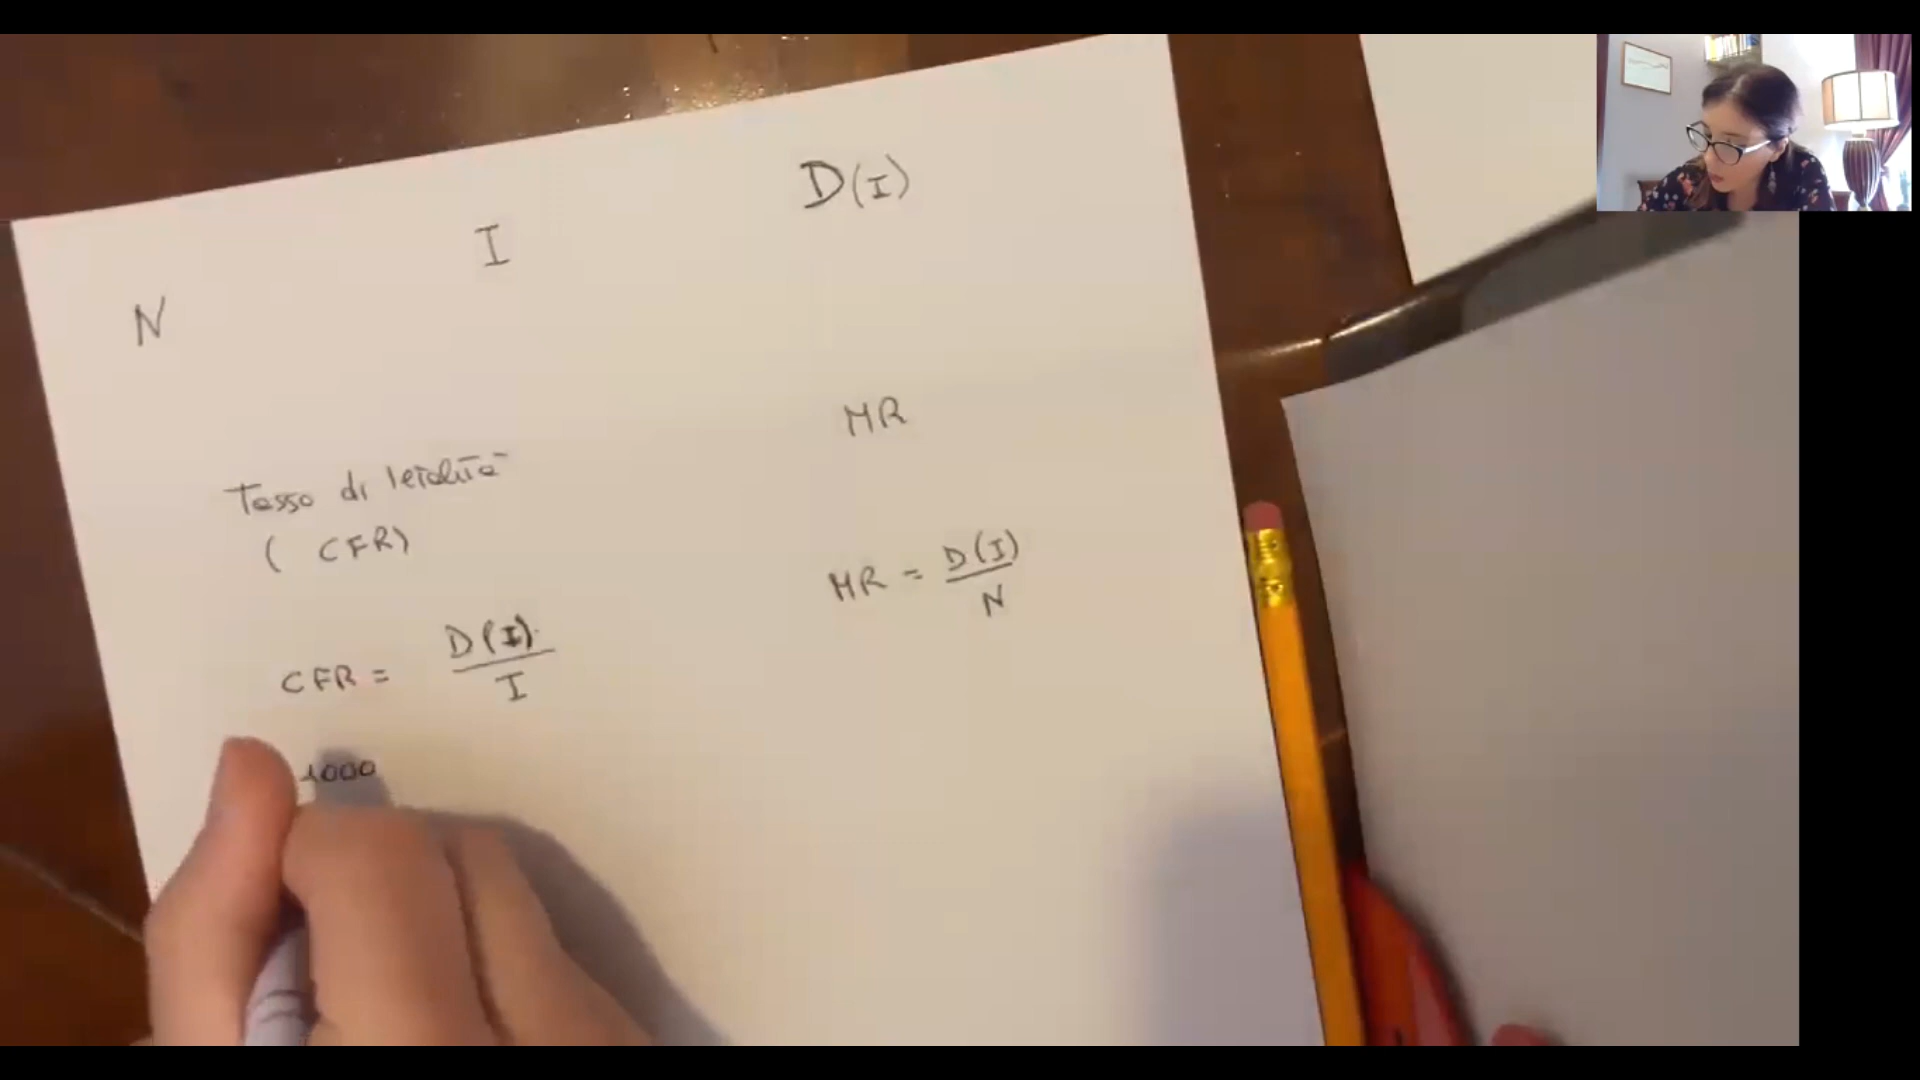 D(I)
I
N
MR
Tasso di letalità
( CFR)
MR = D(I)/N
CFR = D(I)/I
1000